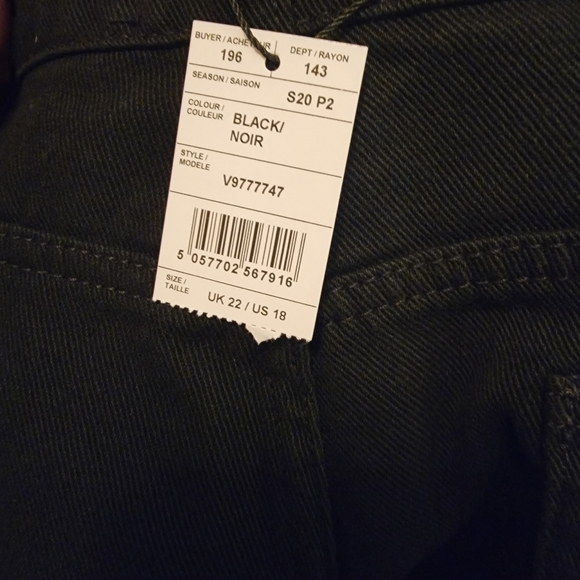 BUYER / ACHETEUR DEPT / RAYON
196 143
SEASON / SAISON
S20 P2
COLOUR / COULEUR BLACK/
NOIR
STYLE / MODELE
V9777747
5 057702 567916
SIZE / TAILLE
UK 22 / US 18